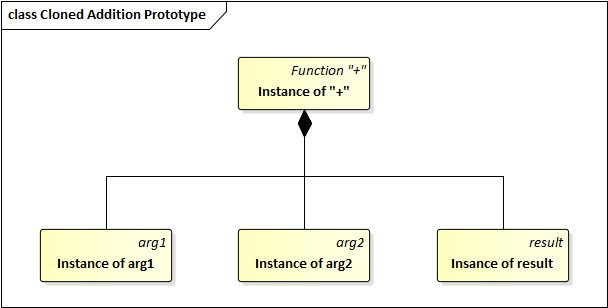 class Cloned Addition Prototype
Function "+"
Instance of "+"
arg1
Instance of arg1
arg2
Instance of arg2
result
Insance of result